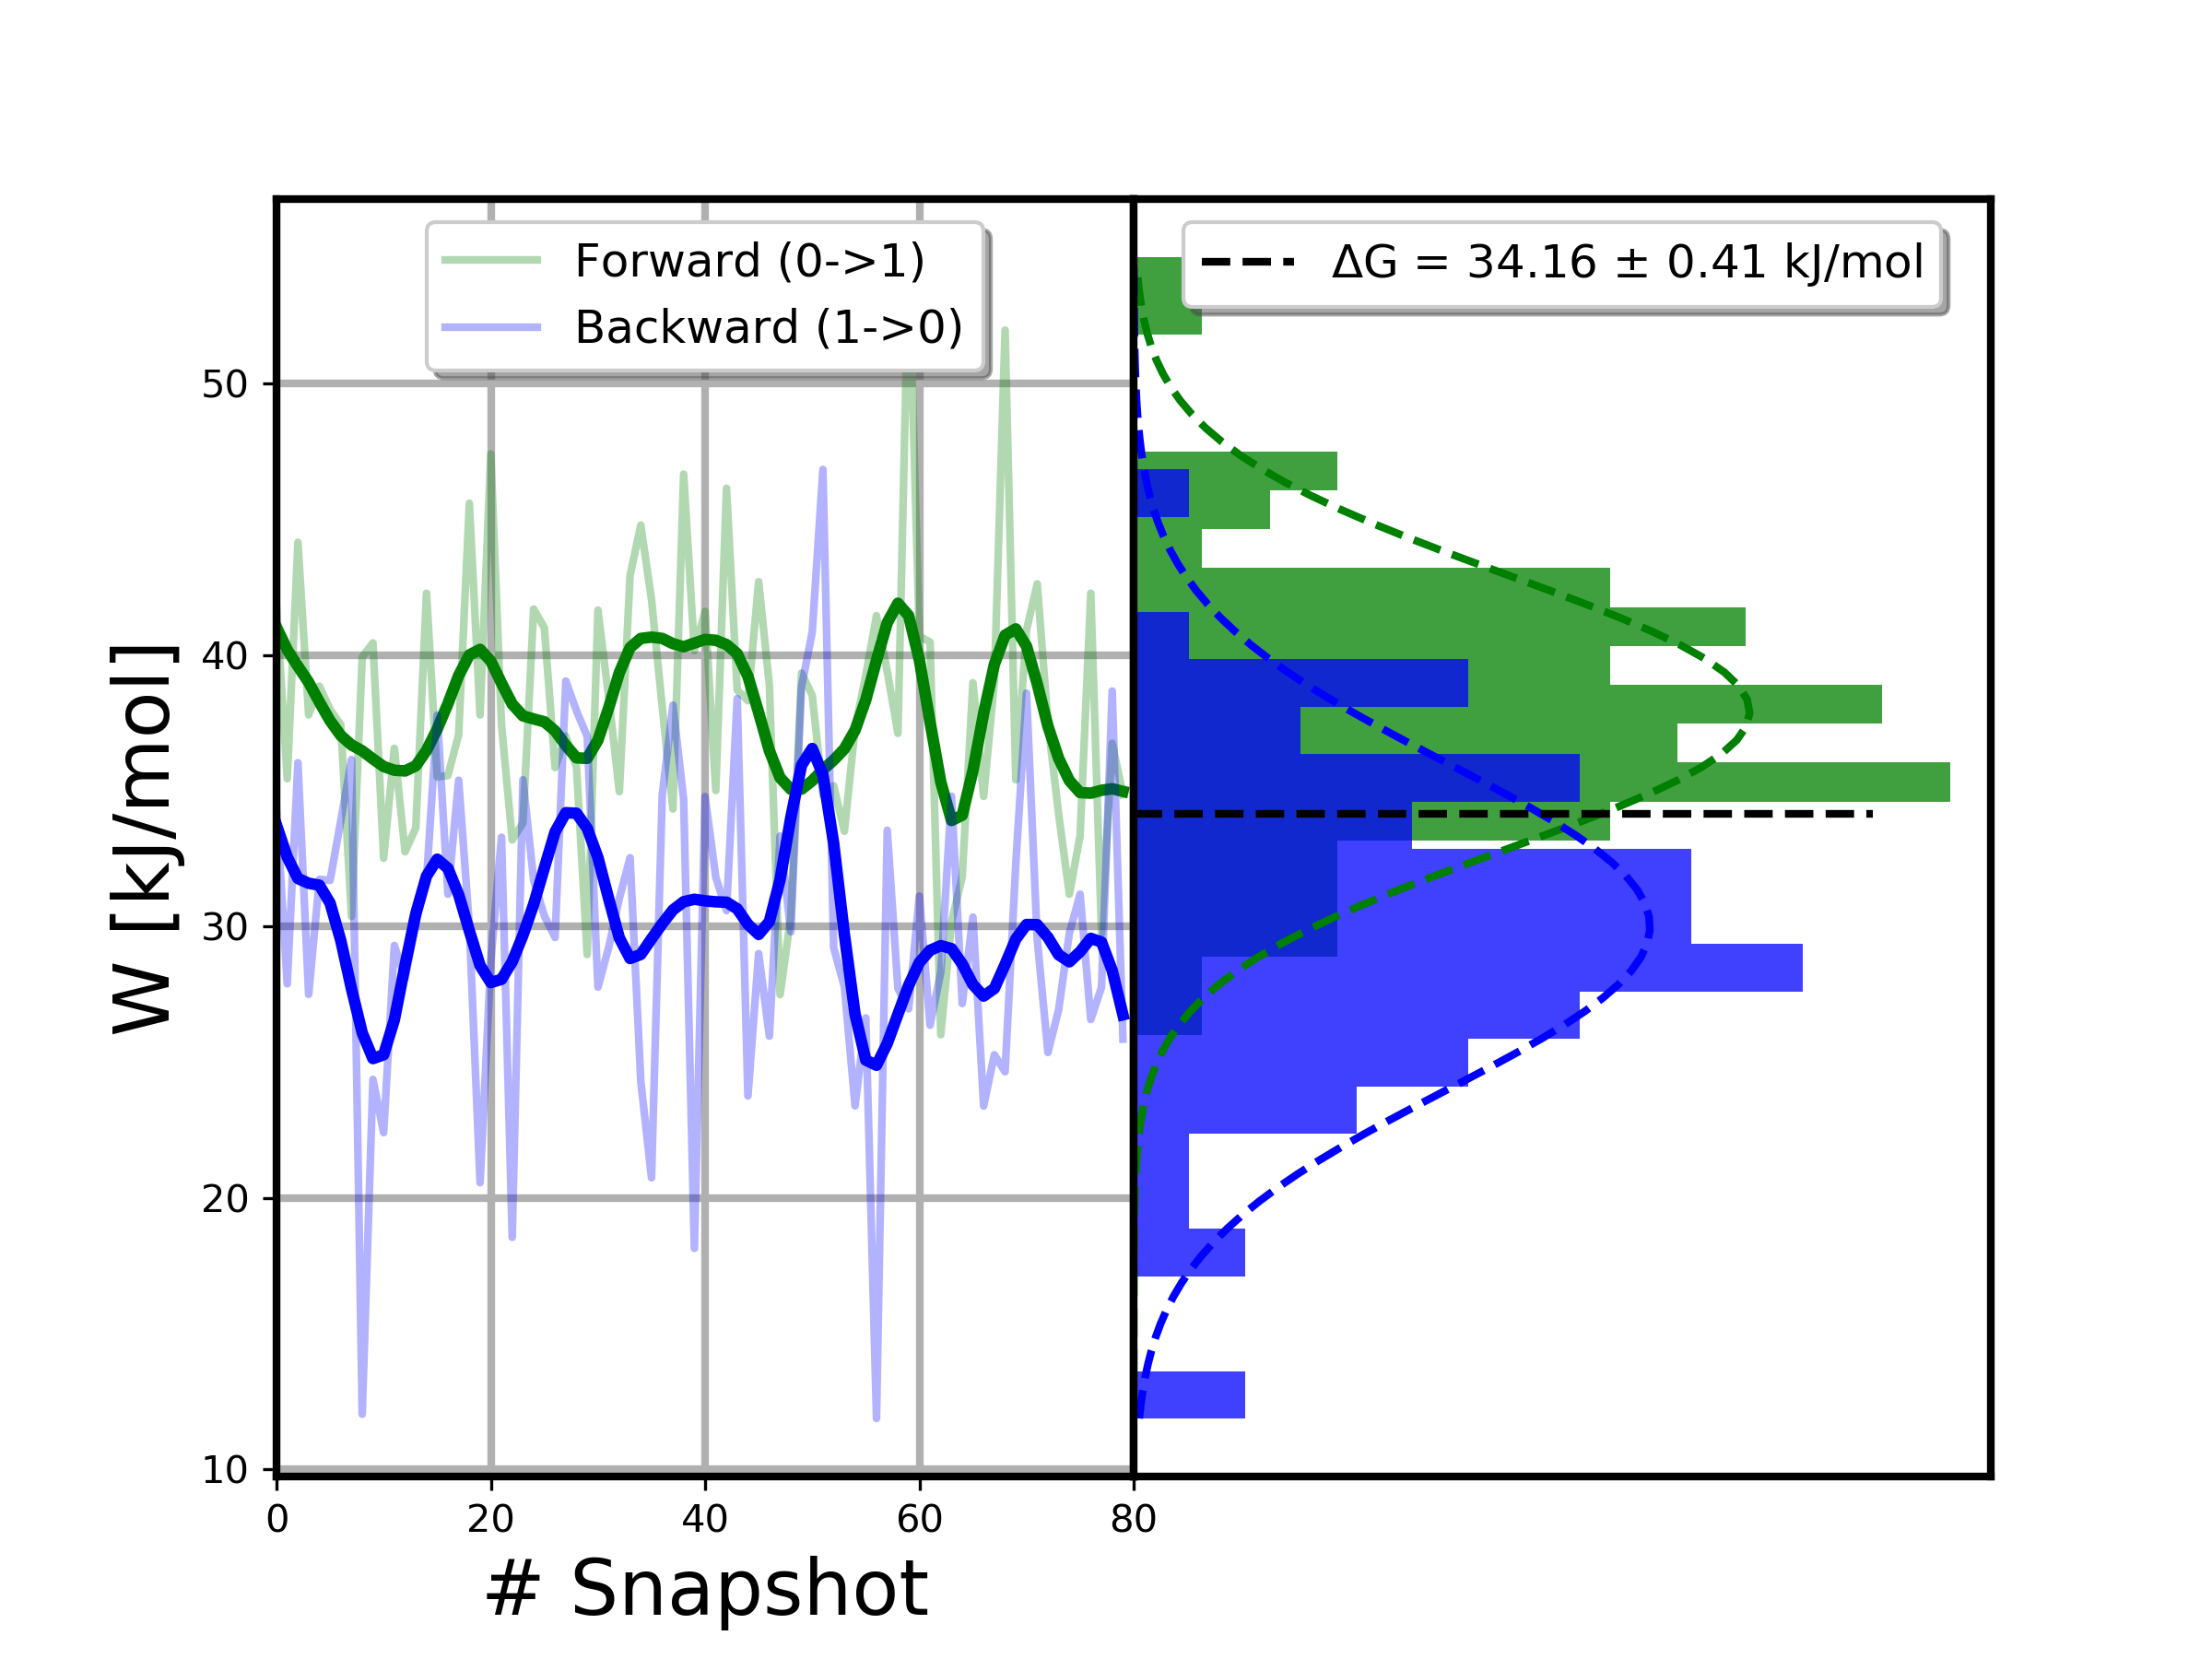 Forward (0->1)
Backward (1->0)
ΔG = 34.16 ± 0.41 kJ/mol
W [kJ/mol]
50
40
30
20
10
0 20 40 60 80
# Snapshot